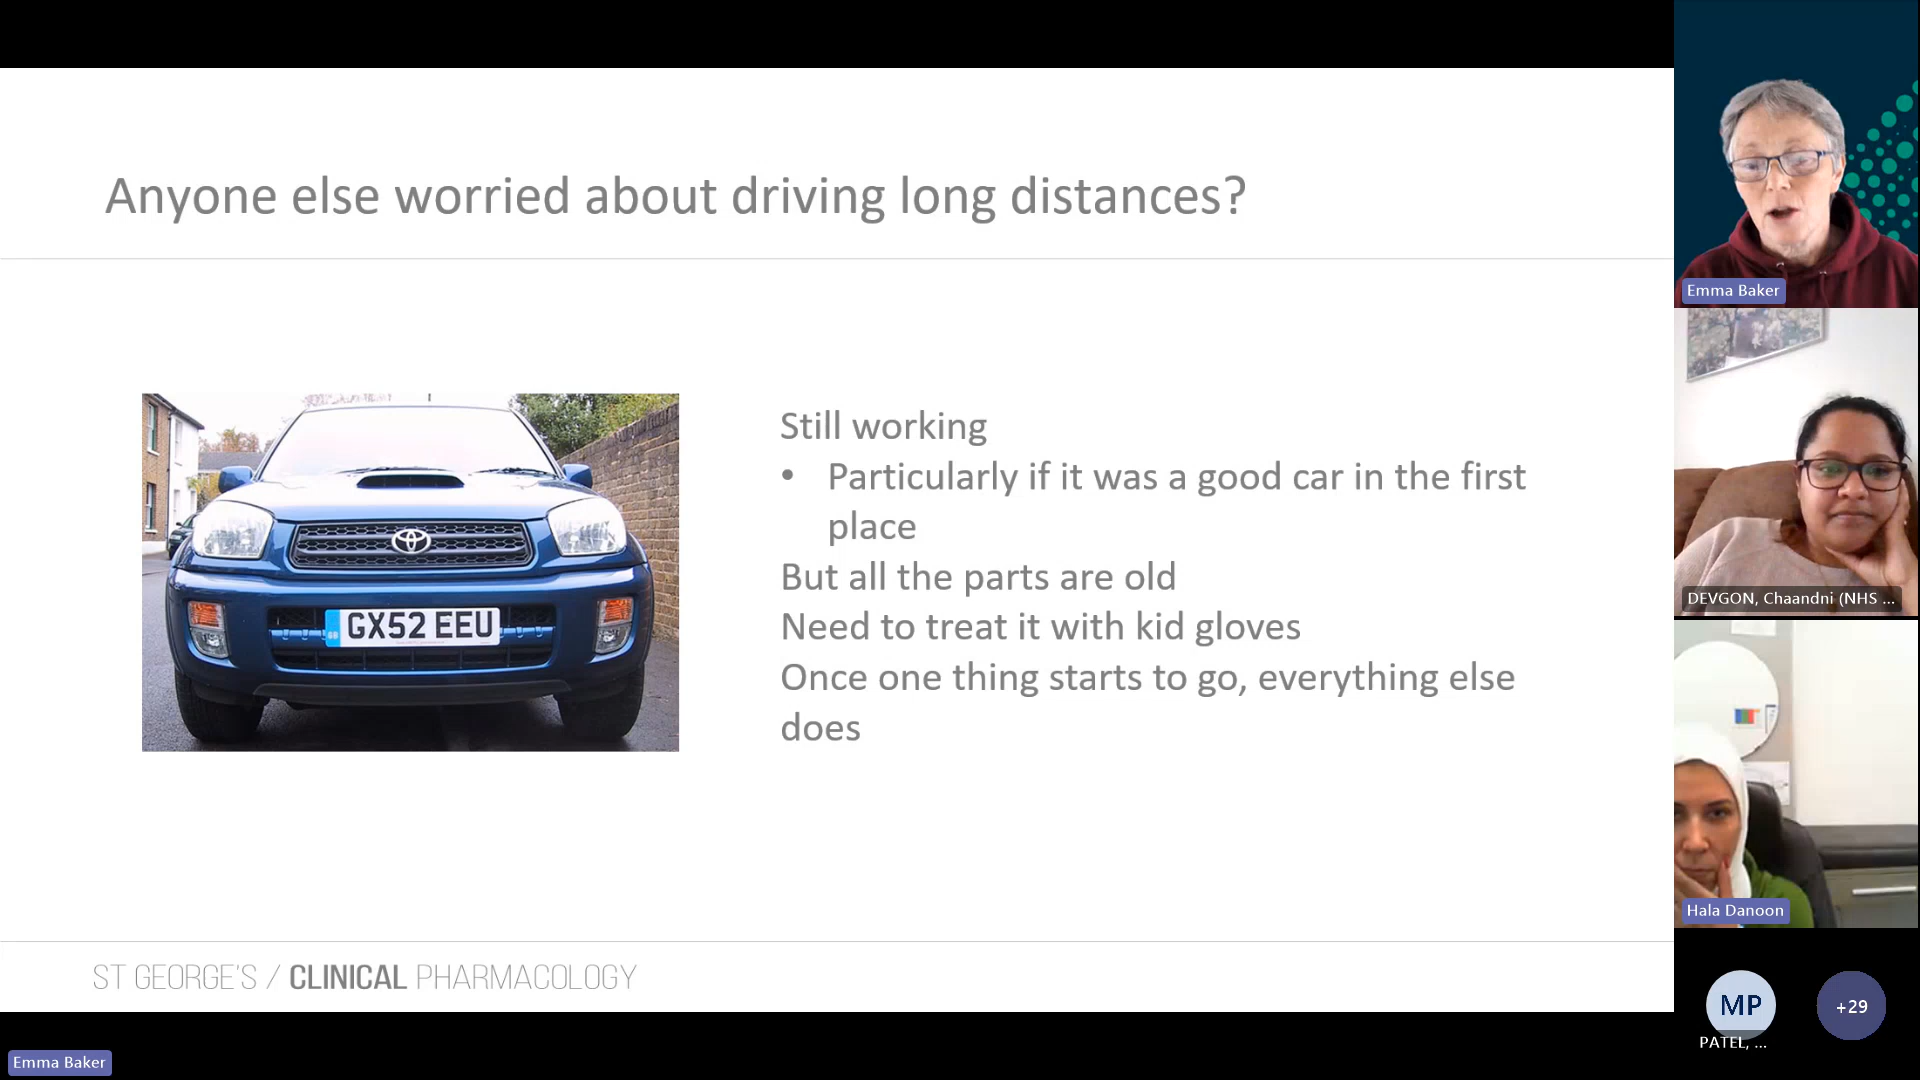 Anyone else worried about driving long distances?
GX52 EEU
Still working
• Particularly if it was a good car in the first
place
But all the parts are old
Need to treat it with kid gloves
Once one thing starts to go, everything else
does
ST GEORGE'S / CLINICAL PHARMACOLOGY
Emma Baker
Emma Baker
DEVGON, Chaandni (NHS ...
Hala Danoon
MP
PATEL, ...
+29